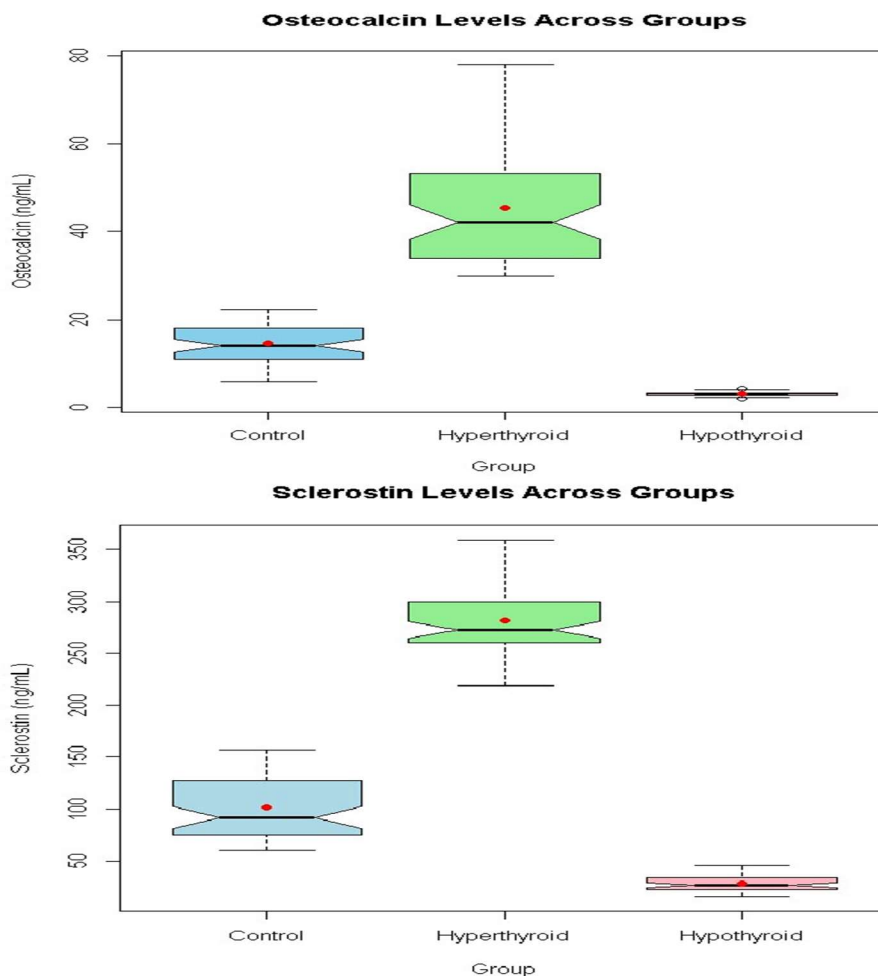 Osteocalcin Levels Across Groups
80
60
40
20
0
Osteocalcin (ng/mL)
Control Hyperthyroid Hypothyroid
Group
Sclerostin Levels Across Groups
350
300
250
200
150
100
50
Sclerostin (ng/mL)
Control Hyperthyroid Hypothyroid
Group